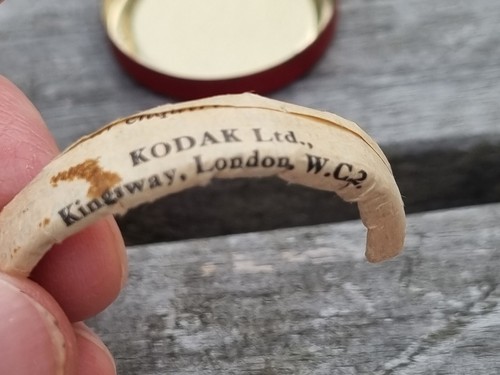 KODAK Ltd.,
Kingsway, London, W.C.2.